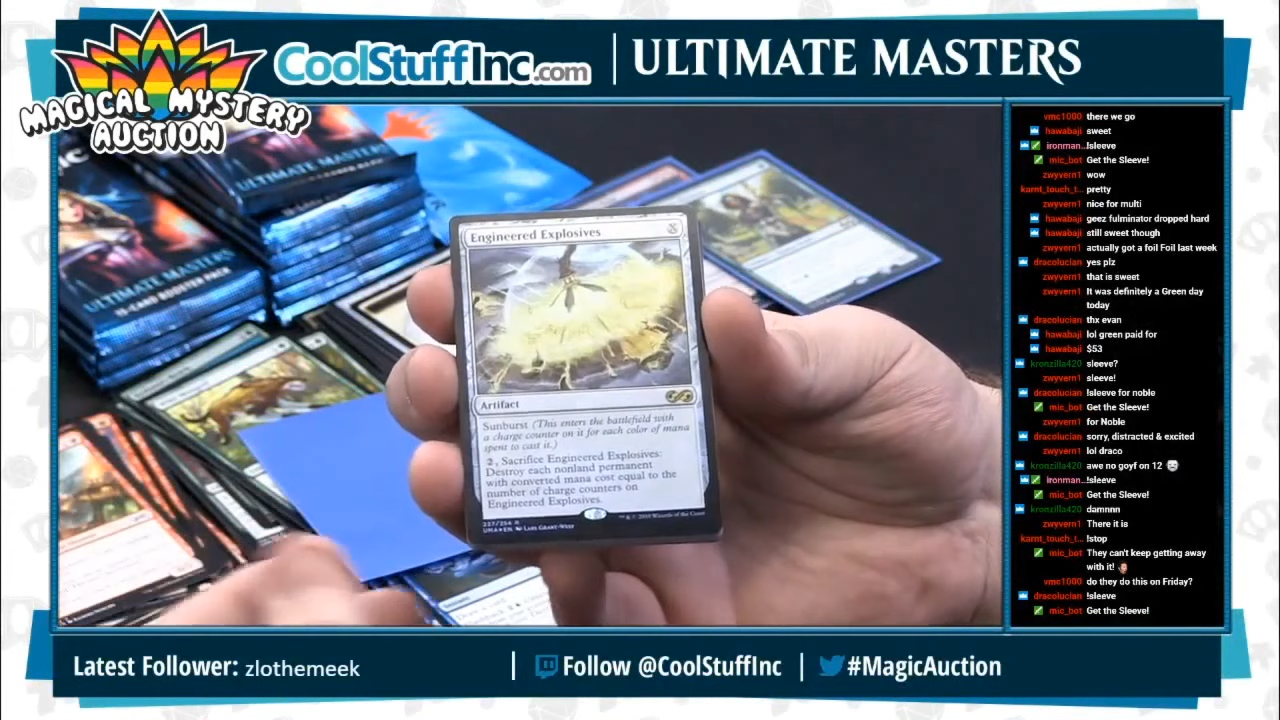 MAGICAL MYSTERY
AUCTION
CoolStuffInc.com
ULTIMATE MASTERS
Engineered Explosives
X
Artifact
Sunburst (This enters the battlefield with
a charge counter on it for each color of mana
spent to cast it.)
2, Sacrifice Engineered Explosives:
Destroy each nonland permanent
with converted mana cost equal to the
number of charge counters on
Engineered Explosives.
vmc1000 there we go
hawabaji sweet
ironman... !sleeve
mic_bot Get the Sleeve!
zwyvern1 wow
karnt_touch_t... pretty
zwyvern1 nice for multi
hawabaji geez fulminator dropped hard
hawabaji still sweet though
zwyvern1 actually got a foil Foil last week
dracolucian yes plz
zwyvern1 that is sweet
zwyvern1 It was definitely a Green day
today
dracolucian thx evan
hawabaji lol green paid for
hawabaji $53
kronzilla420 sleeve?
zwyvern1 sleeve!
dracolucian !sleeve for noble
mic_bot Get the Sleeve!
zwyvern1 for Noble
dracolucian sorry, distracted & excited
zwyvern1 lol draco
kronzilla420 awe no goyf on 12
ironman... !sleeve
mic_bot Get the Sleeve!
kronzilla420 damnnn
zwyvern1 There it is
karnt_touch_t... !stop
mic_bot They can't keep getting away
with it!
vmc1000 do they do this on Friday?
dracolucian !sleeve
mic_bot Get the Sleeve!
Latest Follower: zlothemeek
Follow @CoolStuffInc
#MagicAuction